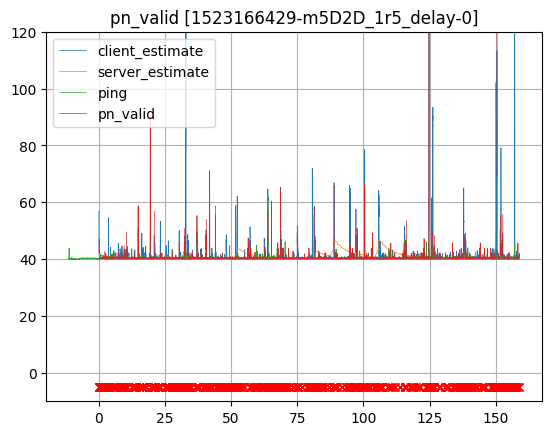 pn_valid [1523166429-m5D2D_1r5_delay-0]
120
100
80
60
40
20
0
client_estimate
server_estimate
ping
pn_valid
0 25 50 75 100 125 150